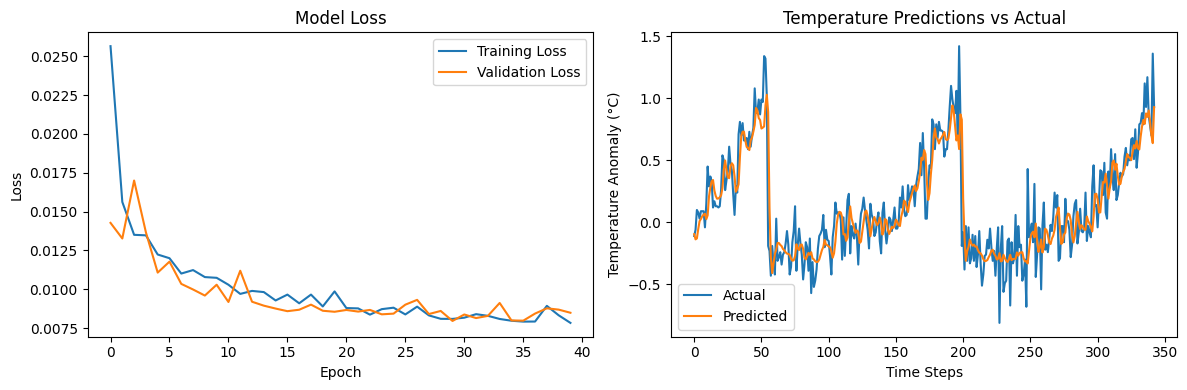 Model Loss
Training Loss
Validation Loss
0.0250
0.0225
0.0200
0.0175
0.0150
0.0125
0.0100
0.0075
Loss
0 5 10 15 20 25 30 35 40
Epoch
Temperature Predictions vs Actual
1.5
1.0
0.5
0.0
−0.5
Temperature Anomaly (°C)
Actual
Predicted
0 50 100 150 200 250 300 350
Time Steps